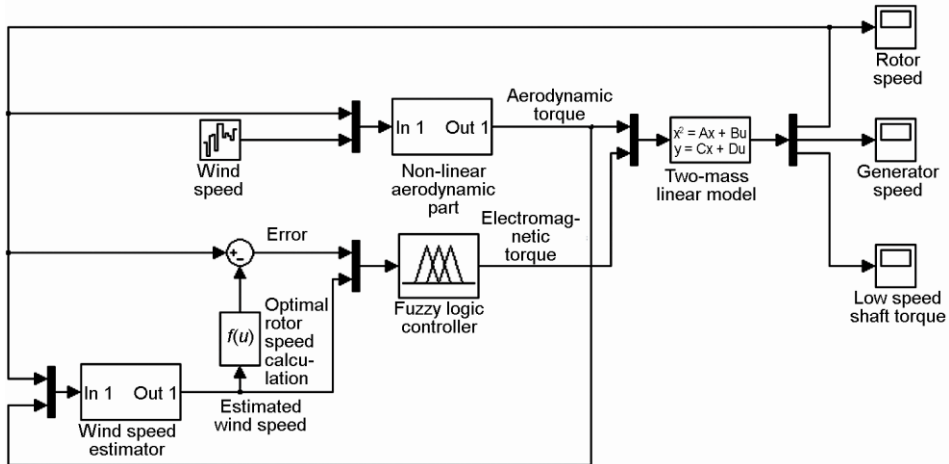 Rotor
speed
Aerodynamic
torque
In 1 Out 1
Wind
speed
Non-linear
aerodynamic
part
x² = Ax + Bu
y = Cx + Du
Two-mass
linear model
Generator
speed
Error
+
-
Electromag-
netic
torque
Fuzzy logic
controller
Low speed
shaft torque
f(u)
Optimal
rotor
speed
calcu-
lation
In 1 Out 1
Estimated
wind speed
Wind speed
estimator